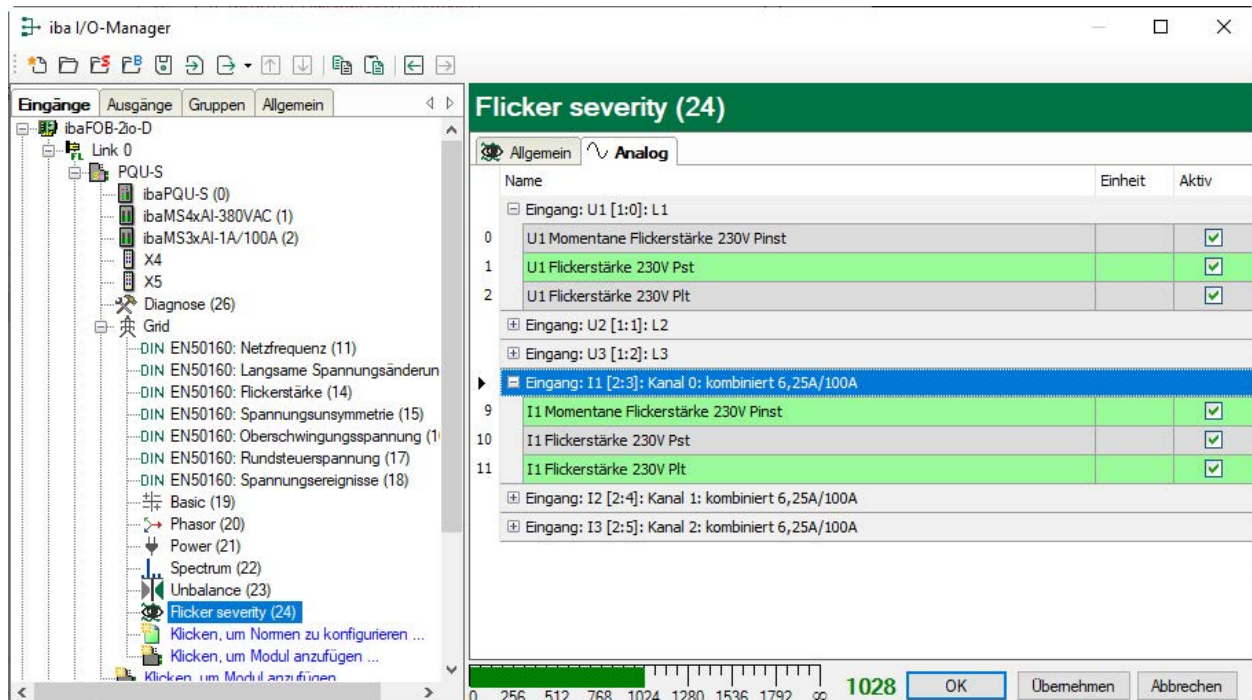 iba I/O-Manager
Eingänge Ausgänge Gruppen Allgemein
ibaFOB-2io-D
Link 0
PQU-S
ibaPQU-S (0)
ibaMS4xAI-380VAC (1)
ibaMS3xAI-1A/100A (2)
X4
X5
Diagnose (26)
Grid
DIN EN50160: Netzfrequenz (11)
DIN EN50160: Langsame Spannungsänderun
DIN EN50160: Flickerstärke (14)
DIN EN50160: Spannungsunsymmetrie (15)
DIN EN50160: Oberschwingungsspannung (1
DIN EN50160: Rundsteuerspannung (17)
DIN EN50160: Spannungsereignisse (18)
Basic (19)
Phasor (20)
Power (21)
Spectrum (22)
Unbalance (23)
Flicker severity (24)
Klicken, um Normen zu konfigurieren ...
Klicken, um Modul anzufügen ...
Klicken, um Modul anzufügen
Flicker severity (24)
Allgemein Analog
Name Einheit Aktiv
Eingang: U1 [1:0]: L1
0 U1 Momentane Flickerstärke 230V Pinst
1 U1 Flickerstärke 230V Pst
2 U1 Flickerstärke 230V Plt
Eingang: U2 [1:1]: L2
Eingang: U3 [1:2]: L3
Eingang: I1 [2:3]: Kanal 0: kombiniert 6,25A/100A
9 I1 Momentane Flickerstärke 230V Pinst
10 I1 Flickerstärke 230V Pst
11 I1 Flickerstärke 230V Plt
Eingang: I2 [2:4]: Kanal 1: kombiniert 6,25A/100A
Eingang: I3 [2:5]: Kanal 2: kombiniert 6,25A/100A
0 256 512 768 1024 1280 1536 1792 ∞ 1028 OK Übernehmen Abbrechen